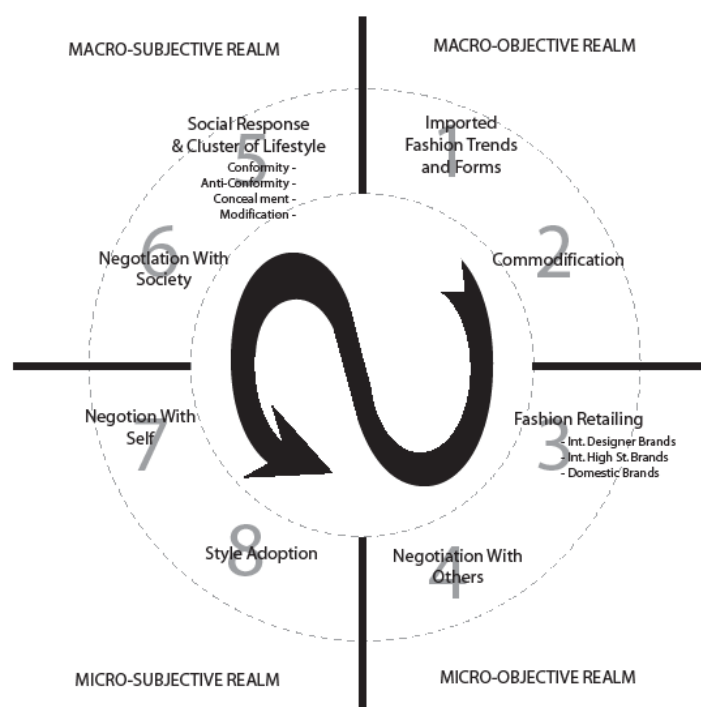 MACRO-SUBJECTIVE REALM
MACRO-OBJECTIVE REALM
5
Social Response
& Cluster of Lifestyle
Conformity -
Anti-Conformity -
Conceal ment -
Modification -
1
Imported
Fashion Trends
and Forms
6
Negotlation With
Society
2
Commodification
7
Negotion With
Self
3
Fashion Retailing
- Int. Designer Brands
- Int. High St. Brands
- Domestic Brands
8
Style Adoption
4
Negotiation With
Others
MICRO-SUBJECTIVE REALM
MICRO-OBJECTIVE REALM